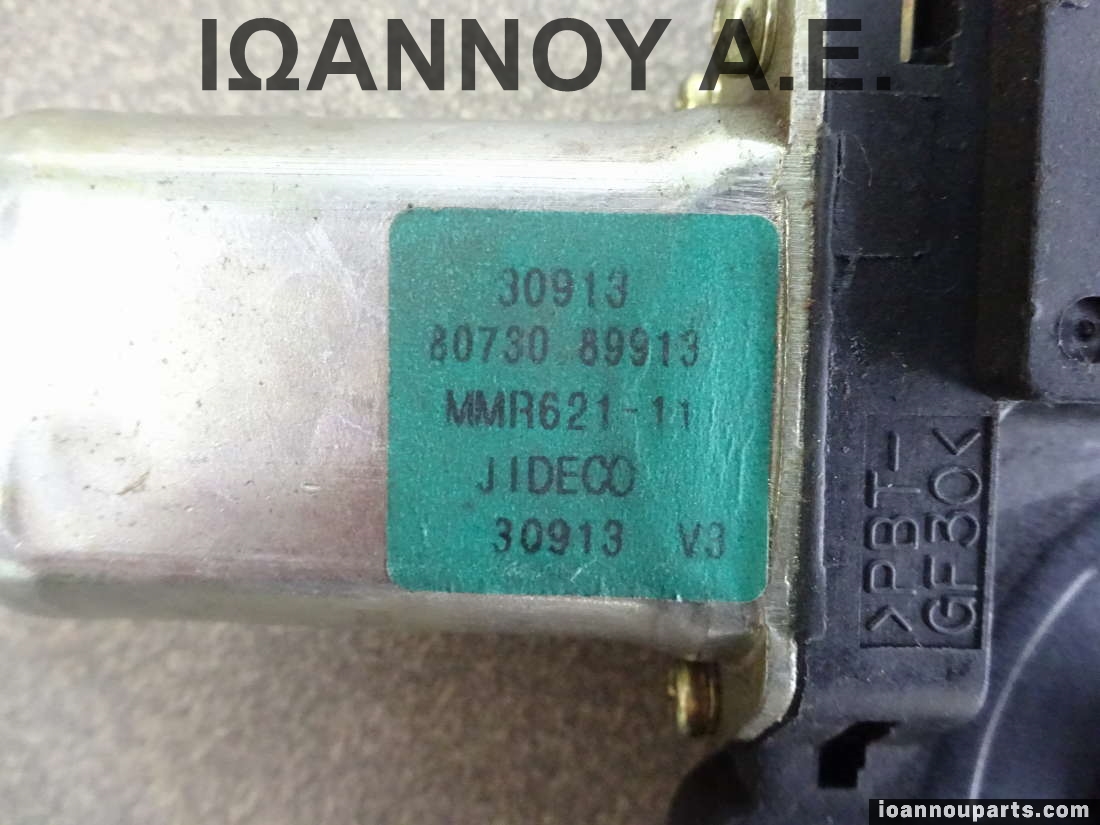 ΙΩΑΝΝΟΥ Α.Ε.
30913
80730 89913
MMR621-11
JIDECO
30913 V3
>PBT-
GF30<
ioannouparts.com